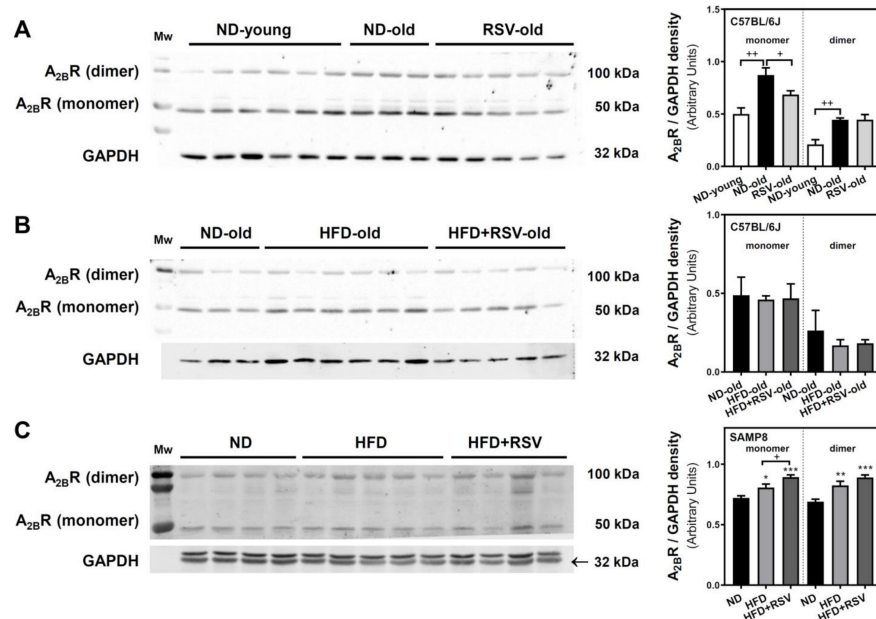 A
Mw
ND-young
ND-old
RSV-old
A2BR (dimer)
100 kDa
A2BR (monomer)
50 kDa
GAPDH
32 kDa
C57BL/6J
monomer
dimer
++
+
++
A2BR / GAPDH density
(Arbitrary Units)
1.5
1.0
0.5
0.0
ND-young
ND-old
RSV-old
ND-young
ND-old
RSV-old
B
Mw
ND-old
HFD-old
HFD+RSV-old
A2BR (dimer)
100 kDa
A2BR (monomer)
50 kDa
GAPDH
32 kDa
C57BL/6J
monomer
dimer
A2BR / GAPDH density
(Arbitrary Units)
1.0
0.5
0.0
ND-old
HFD-old
HFD+RSV-old
ND-old
HFD-old
HFD+RSV-old
C
Mw
ND
HFD
HFD+RSV
A2BR (dimer)
100 kDa
A2BR (monomer)
50 kDa
GAPDH
← 32 kDa
SAMP8
monomer
dimer
+
*
***
**
***
A2BR / GAPDH density
(Arbitrary Units)
1.0
0.5
0.0
ND
HFD
HFD+RSV
ND
HFD
HFD+RSV